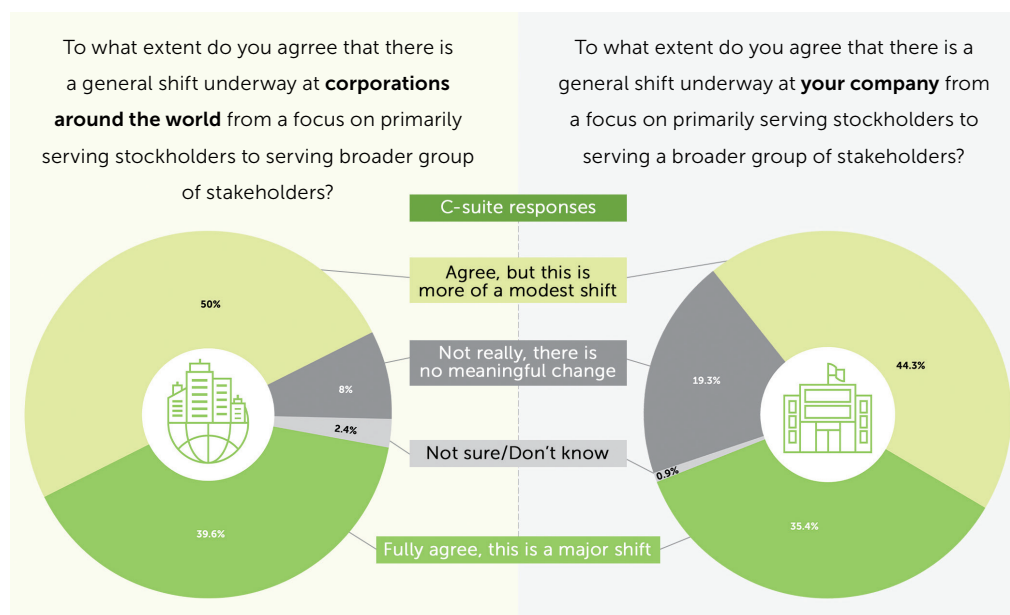 To what extent do you agrree that there is
a general shift underway at corporations
around the world from a focus on primarily
serving stockholders to serving broader group
of stakeholders?
To what extent do you agree that there is a
general shift underway at your company from
a focus on primarily serving stockholders to
serving a broader group of stakeholders?
C-suite responses
Agree, but this is
more of a modest shift
50%
44.3%
Not really, there is
no meaningful change
8%
19.3%
Not sure/Don't know
2.4%
0.9%
Fully agree, this is a major shift
39.6%
35.4%